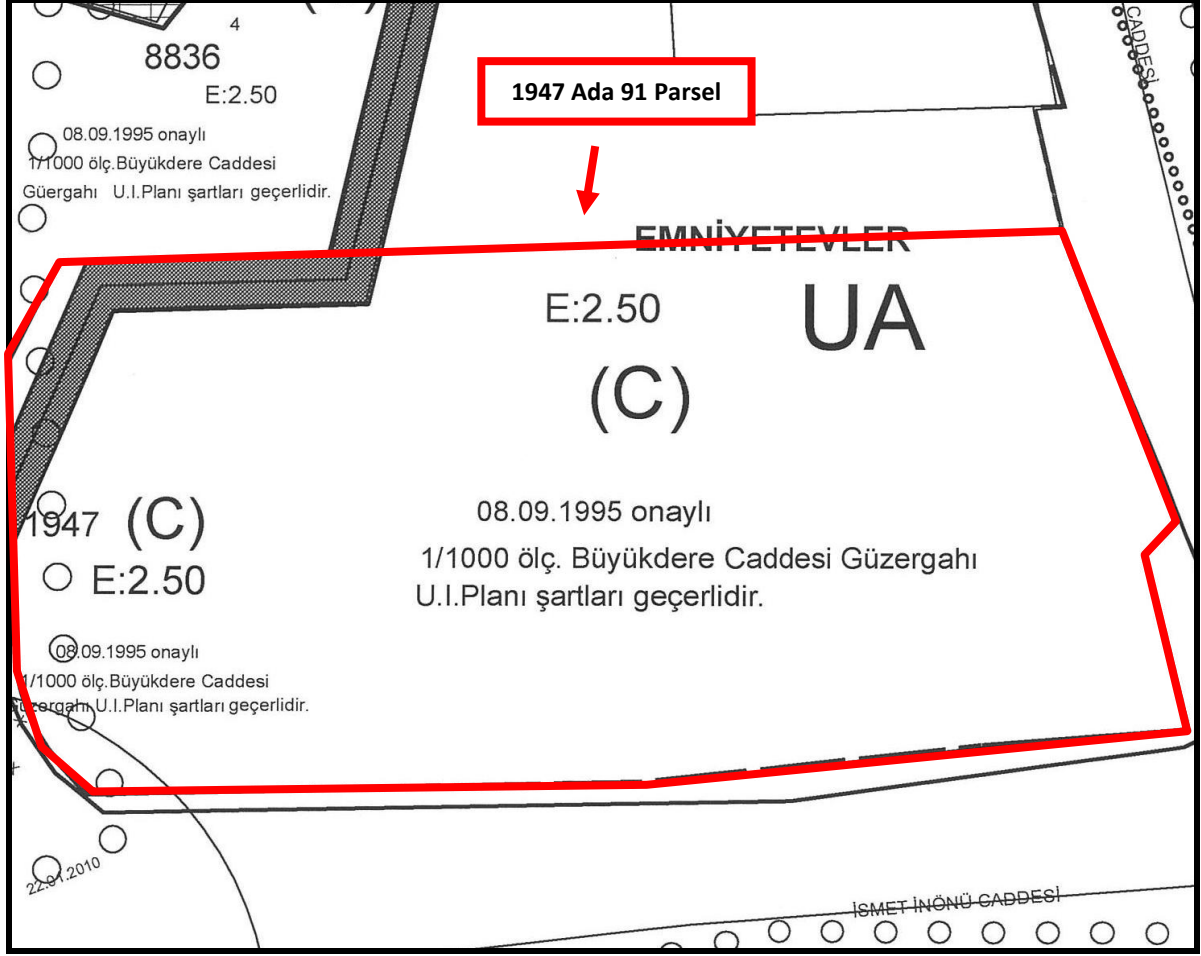 4
8836
E:2.50
08.09.1995 onaylı
1/1000 ölç.Büyükdere Caddesi
Güergahı U.I.Planı şartları geçerlidir.
1947 Ada 91 Parsel
CADDESİ
EMNİYETEVLER
E:2.50
UA
(C)
08.09.1995 onaylı
1/1000 ölç. Büyükdere Caddesi Güzergahı
U.I.Planı şartları geçerlidir.
1947 (C)
E:2.50
08.09.1995 onaylı
1/1000 ölç.Büyükdere Caddesi
Güzergahı U.I.Planı şartları geçerlidir.
22.01.2010
İSMET İNÖNÜ CADDESİ